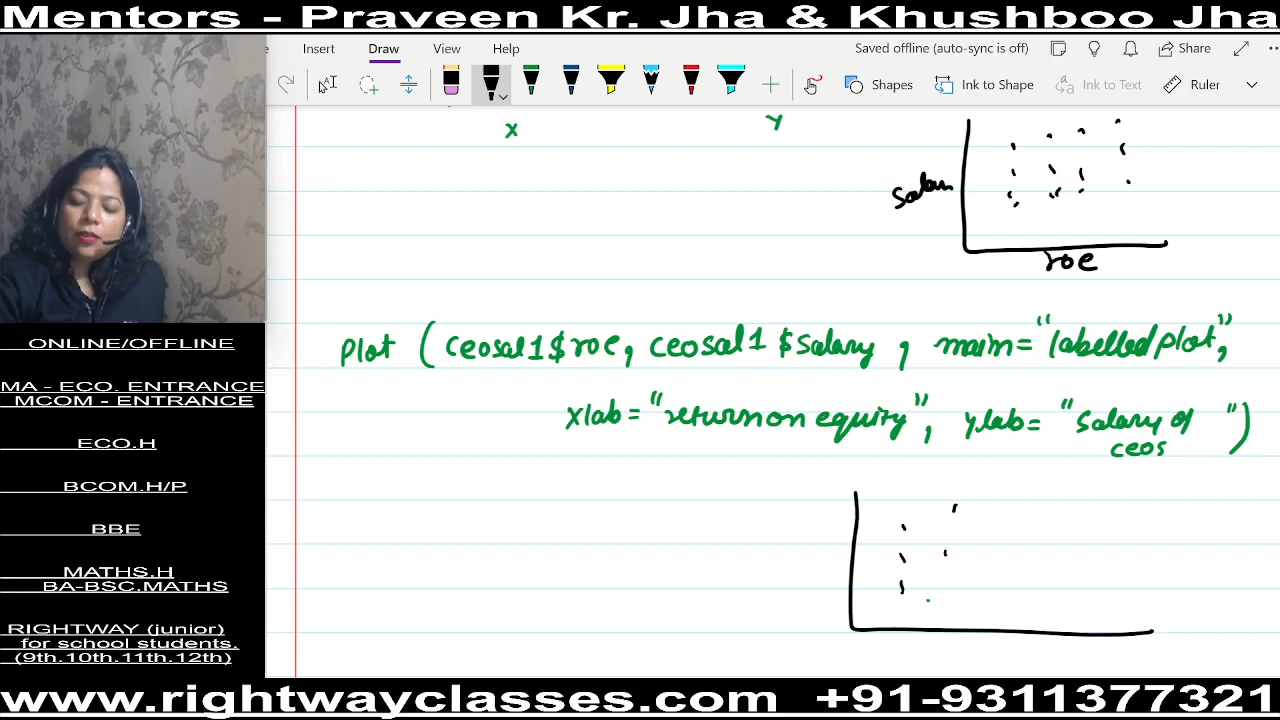 Mentors - Praveen Kr. Jha & Khushboo Jha
Insert Draw View Help
Saved offline (auto-sync is off) Share
Shapes Ink to Shape Ink to Text Ruler
x y
roe
plot (ceosal1$roe, ceosal1$salary, main="labelled plot",
xlab="return on equity", ylab="salary of
ceos")
ONLINE/OFFLINE
MA - ECO. ENTRANCE
MCOM - ENTRANCE
ECO.H
BCOM.H/P
BBE
MATHS.H
BA-BSC.MATHS
RIGHTWAY (junior)
for school students.
(9th.10th.11th.12th)
www.rightwayclasses.com +91-9311377321